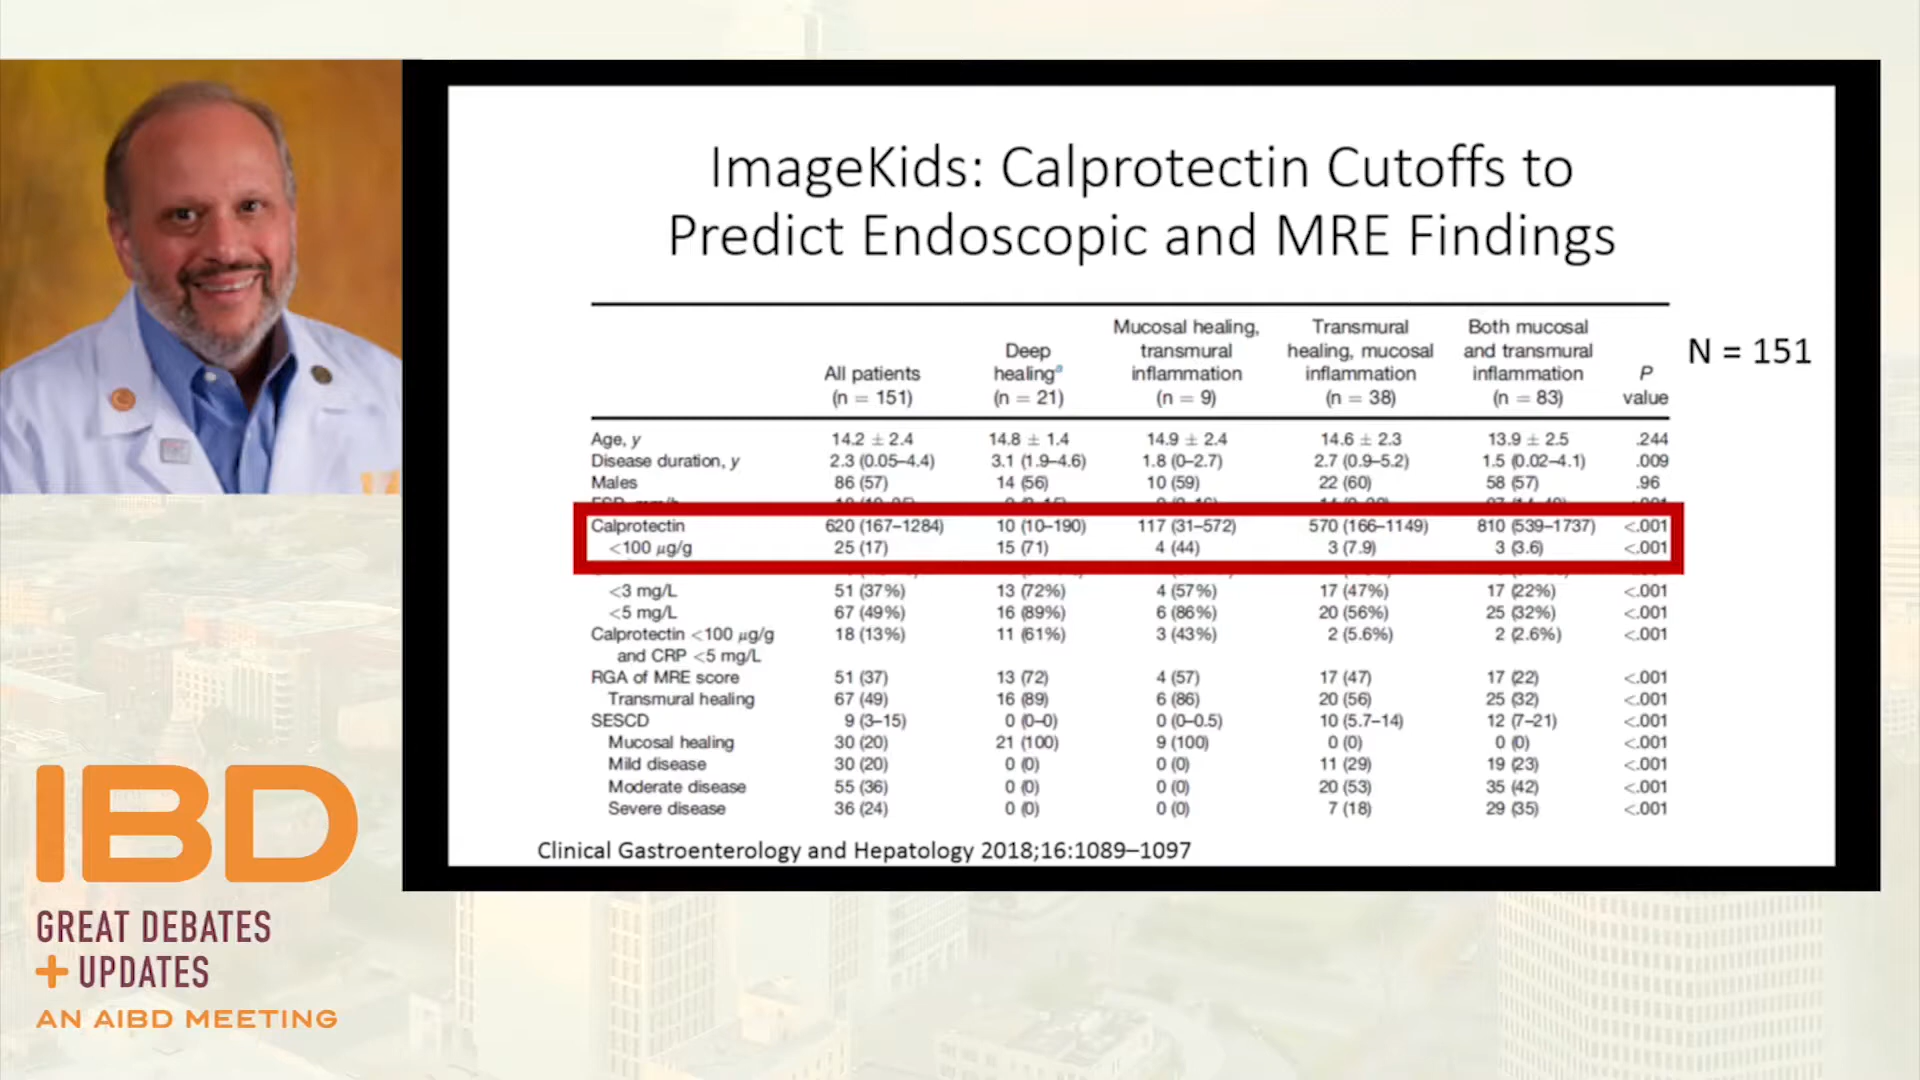 ImageKids: Calprotectin Cutoffs to
Predict Endoscopic and MRE Findings
N = 151
All patients (n = 151) Deep healingᵃ (n = 21) Mucosal healing, transmural inflammation (n = 9) Transmural healing, mucosal inflammation (n = 38) Both mucosal and transmural inflammation (n = 83) P value
Age, y 14.2 ± 2.4 14.8 ± 1.4 14.9 ± 2.4 14.6 ± 2.3 13.9 ± 2.5 .244
Disease duration, y 2.3 (0.05–4.4) 3.1 (1.9–4.6) 1.8 (0–2.7) 2.7 (0.9–5.2) 1.5 (0.02–4.1) .009
Males 86 (57) 14 (56) 10 (59) 22 (60) 58 (57) .96
Calprotectin 620 (167–1284) 10 (10–190) 117 (31–572) 570 (166–1149) 810 (539–1737) <.001
<100 µg/g 25 (17) 15 (71) 4 (44) 3 (7.9) 3 (3.6) <.001
<3 mg/L 51 (37%) 13 (72%) 4 (57%) 17 (47%) 17 (22%) <.001
<5 mg/L 67 (49%) 16 (89%) 6 (86%) 20 (56%) 25 (32%) <.001
Calprotectin <100 µg/g 18 (13%) 11 (61%) 3 (43%) 2 (5.6%) 2 (2.6%) <.001
and CRP <5 mg/L
RGA of MRE score 51 (37) 13 (72) 4 (57) 17 (47) 17 (22) <.001
Transmural healing 67 (49) 16 (89) 6 (86) 20 (56) 25 (32) <.001
SESCD 9 (3–15) 0 (0–0) 0 (0–0.5) 10 (5.7–14) 12 (7–21) <.001
Mucosal healing 30 (20) 21 (100) 9 (100) 0 (0) 0 (0) <.001
Mild disease 30 (20) 0 (0) 0 (0) 11 (29) 19 (23) <.001
Moderate disease 55 (36) 0 (0) 0 (0) 20 (53) 35 (42) <.001
Severe disease 36 (24) 0 (0) 0 (0) 7 (18) 29 (35) <.001
Clinical Gastroenterology and Hepatology 2018;16:1089–1097
IBD
GREAT DEBATES
+ UPDATES
AN AIBD MEETING